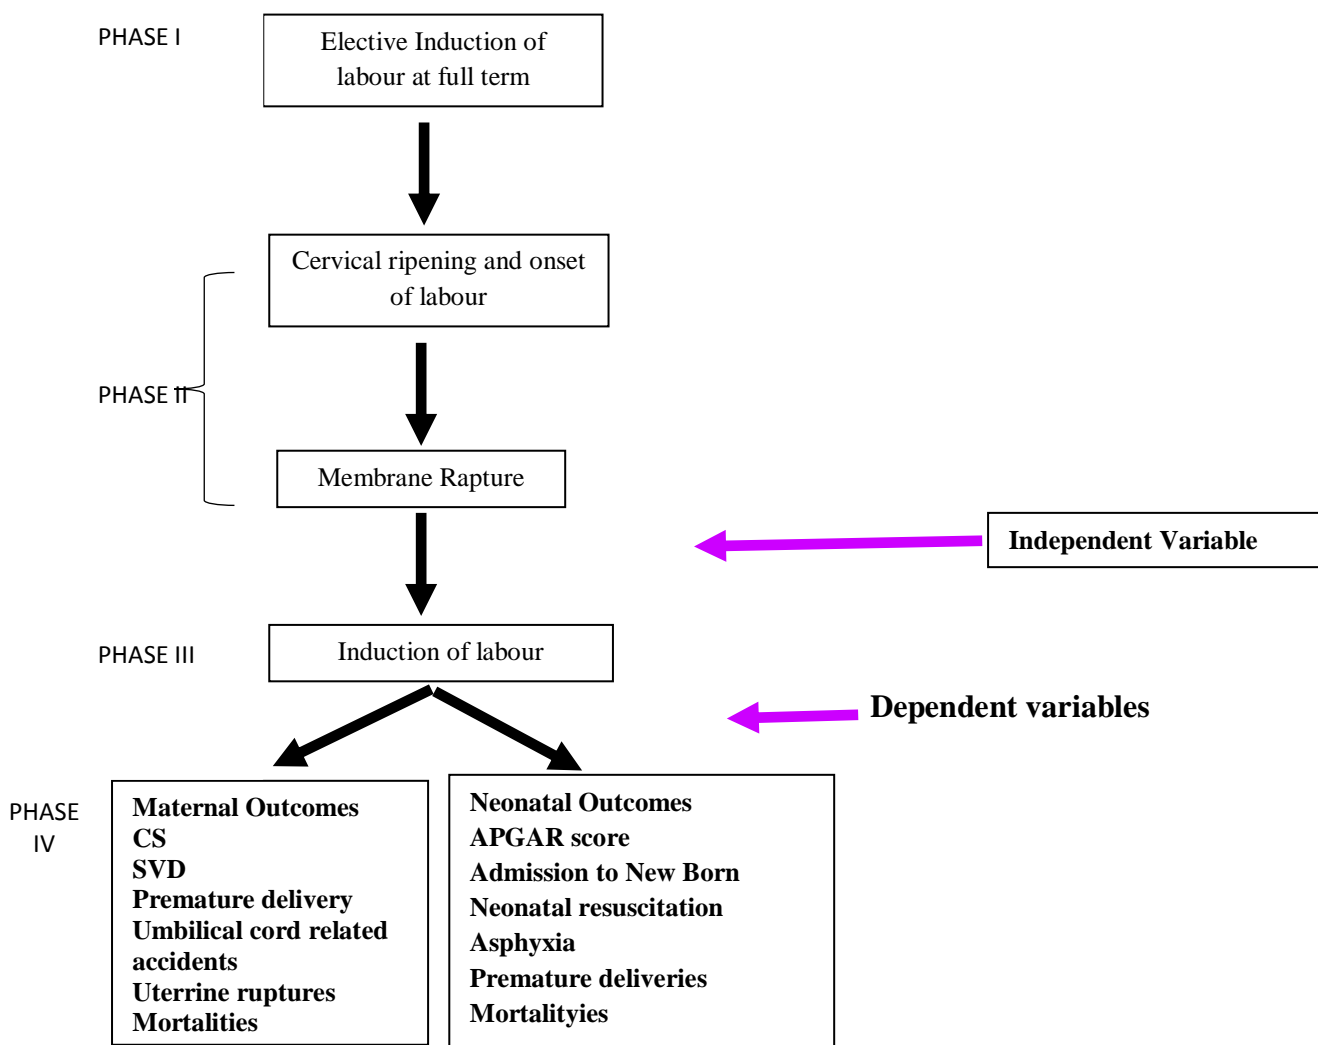 PHASE I
Elective Induction of
labour at full term
Cervical ripening and onset
of labour
PHASE II
Membrane Rapture
Independent Variable
PHASE III
Induction of labour
Dependent variables
PHASE
IV
Maternal Outcomes
CS
SVD
Premature delivery
Umbilical cord related
accidents
Uterrine ruptures
Mortalities
Neonatal Outcomes
APGAR score
Admission to New Born
Neonatal resuscitation
Asphyxia
Premature deliveries
Mortalityies